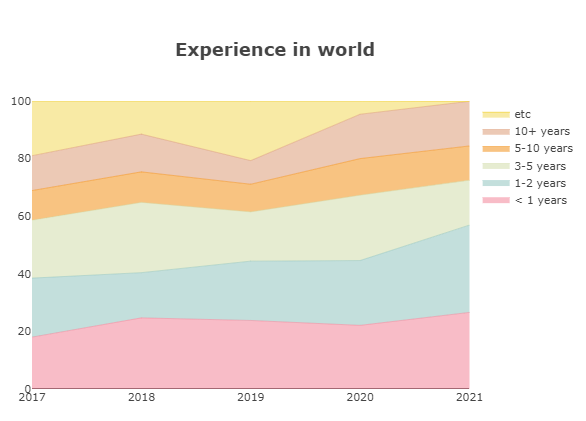 Experience in world
100
80
60
40
20
0
2017 2018 2019 2020 2021
etc
10+ years
5-10 years
3-5 years
1-2 years
< 1 years